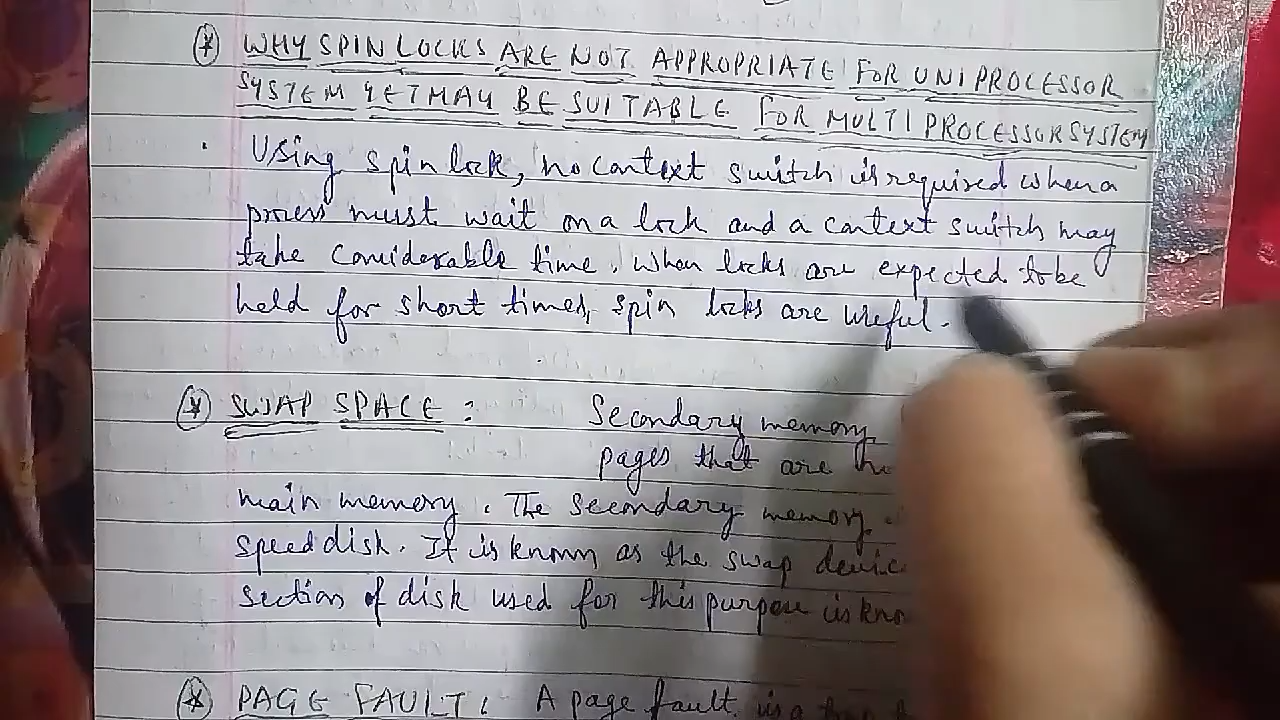 WHY SPIN LOCKS ARE NOT APPROPRIATE FOR UNIPROCESSOR
SYSTEM YET MAY BE SUITABLE FOR MULTIPROCESSOR SYSTEM
. Using spin lock, no context switch is required when a
process must wait on a lock and a context switch may
take considerable time. When locks are expected to be
held for short times, spin locks are useful.
SWAP SPACE : Secondary memory
pages that are
main memory. The secondary memory
speed disk. It is known as the swap device
section of disk used for this purpose is
PAGE FAULT : A page fault is a